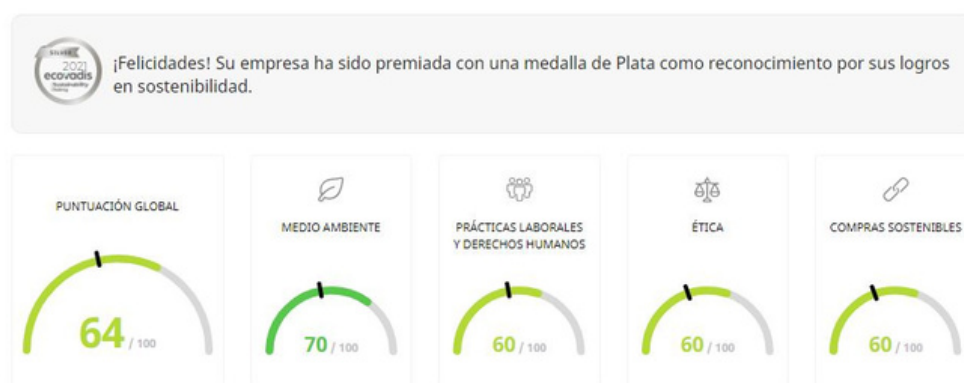 SILVER
2021
ecovadis
Sustainability
Rating
¡Felicidades! Su empresa ha sido premiada con una medalla de Plata como reconocimiento por sus logros
en sostenibilidad.
PUNTUACIÓN GLOBAL
64 / 100
MEDIO AMBIENTE
70 / 100
PRÁCTICAS LABORALES
Y DERECHOS HUMANOS
60 / 100
ÉTICA
60 / 100
COMPRAS SOSTENIBLES
60 / 100